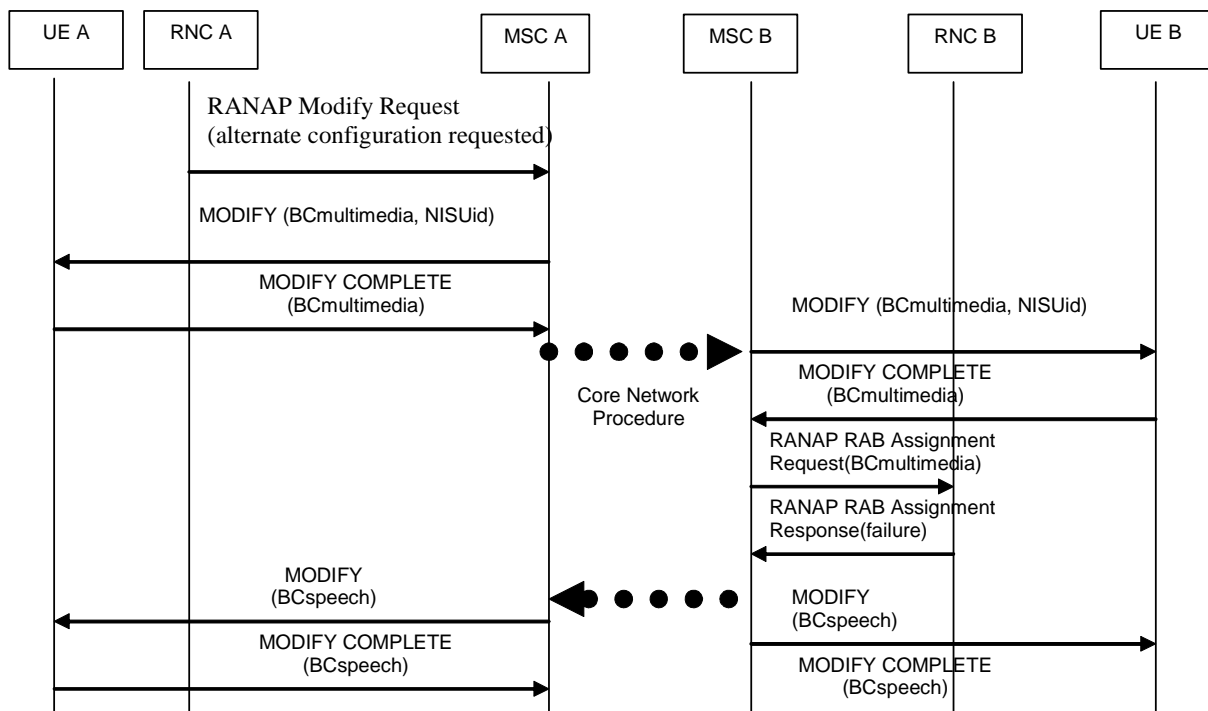 UE A
RNC A
MSC A
MSC B
RNC B
UE B
RANAP Modify Request
(alternate configuration requested)
MODIFY (BCmultimedia, NISUid)
MODIFY COMPLETE
(BCmultimedia)
MODIFY (BCmultimedia, NISUid)
MODIFY COMPLETE
(BCmultimedia)
Core Network
Procedure
RANAP RAB Assignment
Request(BCmultimedia)
RANAP RAB Assignment
Response(failure)
MODIFY
(BCspeech)
MODIFY
(BCspeech)
MODIFY COMPLETE
(BCspeech)
MODIFY COMPLETE
(BCspeech)